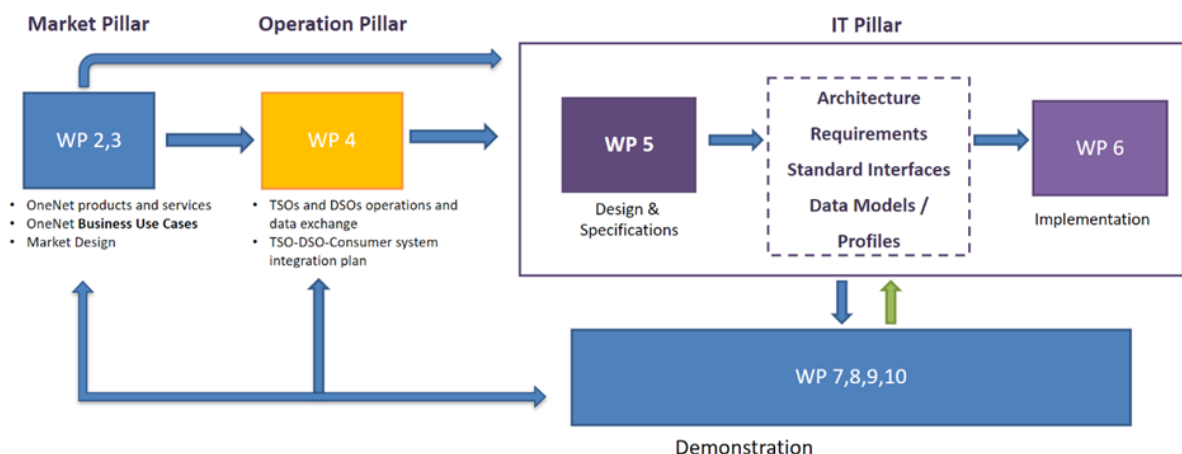 Market Pillar
Operation Pillar
IT Pillar
WP 2,3
• OneNet products and services
• OneNet Business Use Cases
• Market Design
WP 4
• TSOs and DSOs operations and
data exchange
• TSO-DSO-Consumer system
integration plan
WP 5
Design &
Specifications
Architecture
Requirements
Standard Interfaces
Data Models /
Profiles
WP 6
Implementation
WP 7,8,9,10
Demonstration